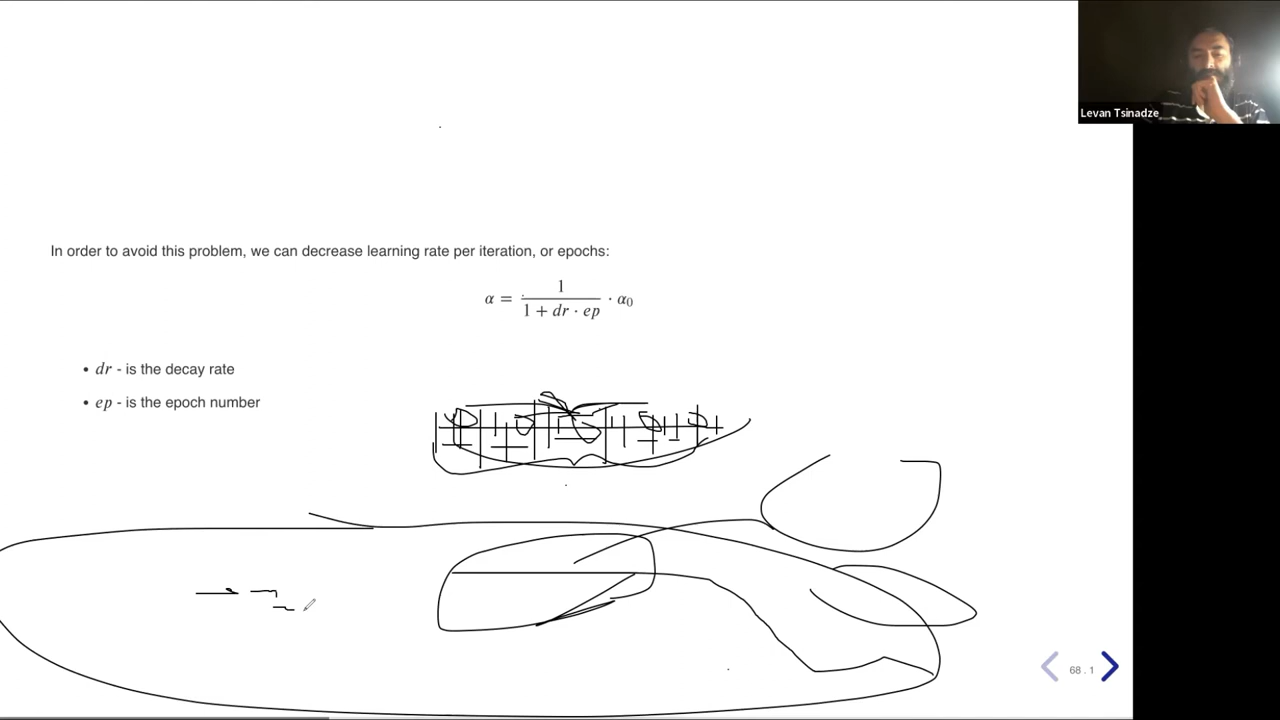 Levan Tsinadze
In order to avoid this problem, we can decrease learning rate per iteration, or epochs:
α = 1 / (1 + dr · ep) · α₀
• dr - is the decay rate
• ep - is the epoch number
68 . 1